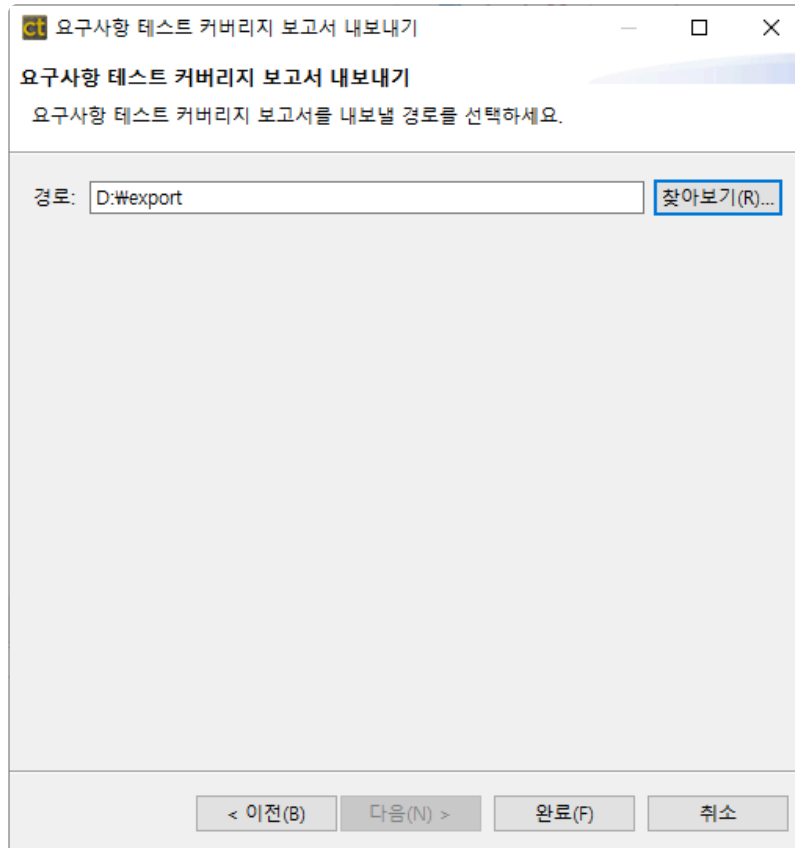 ct 요구사항 테스트 커버리지 보고서 내보내기
요구사항 테스트 커버리지 보고서 내보내기
요구사항 테스트 커버리지 보고서를 내보낼 경로를 선택하세요.
경로: D:₩export 찾아보기(R)...
< 이전(B) 다음(N) > 완료(F) 취소